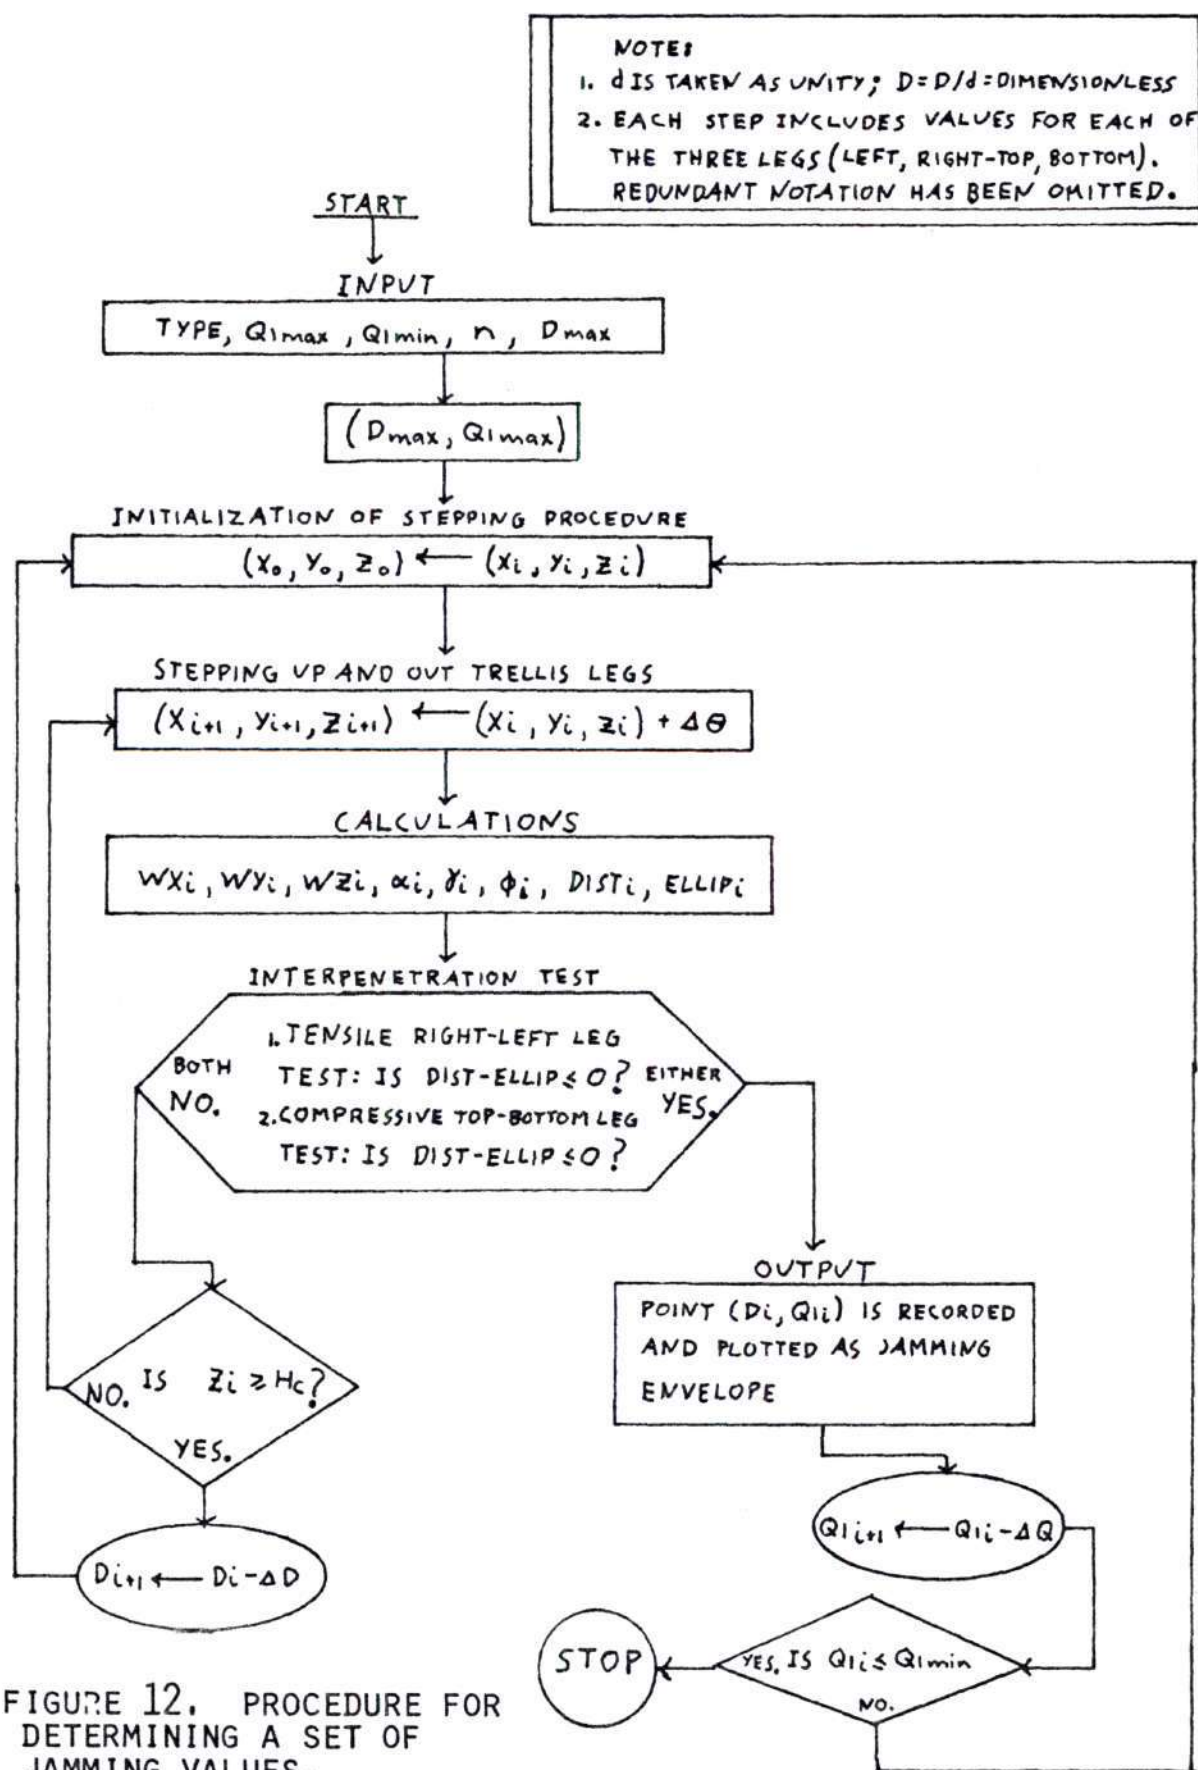 NOTE:
1. d IS TAKEN AS UNITY; D=D/d=DIMENSIONLESS
2. EACH STEP INCLUDES VALUES FOR EACH OF
THE THREE LEGS (LEFT, RIGHT-TOP, BOTTOM).
REDUNDANT NOTATION HAS BEEN OMITTED.
START
INPUT
TYPE, Q1max, Q1min, n, Dmax
(Dmax, Q1max)
INITIALIZATION OF STEPPING PROCEDURE
(X₀, Y₀, Z₀) ← (Xi, Yi, Zi)
STEPPING UP AND OUT TRELLIS LEGS
(Xi+1, Yi+1, Zi+1) ← (Xi, Yi, Zi) + ΔΘ
CALCULATIONS
WXi, WYi, WZi, αi, γi, ϕi, DISTi, ELLIPi
INTERPENETRATION TEST
1. TENSILE RIGHT-LEFT LEG
TEST: IS DIST-ELLIP ≤ 0?
2. COMPRESSIVE TOP-BOTTOM LEG
TEST: IS DIST-ELLIP ≤ 0?
BOTH
NO.
EITHER
YES.
IS Zi ≥ Hc?
NO.
YES.
Di+1 ← Di-ΔD
OUTPUT
POINT (Di, Q1i) IS RECORDED
AND PLOTTED AS JAMMING
ENVELOPE
Q1i+1 ← Q1i-ΔQ
YES. IS Q1i ≤ Q1min
NO.
STOP
FIGURE 12. PROCEDURE FOR
DETERMINING A SET OF
JAMMING VALUES